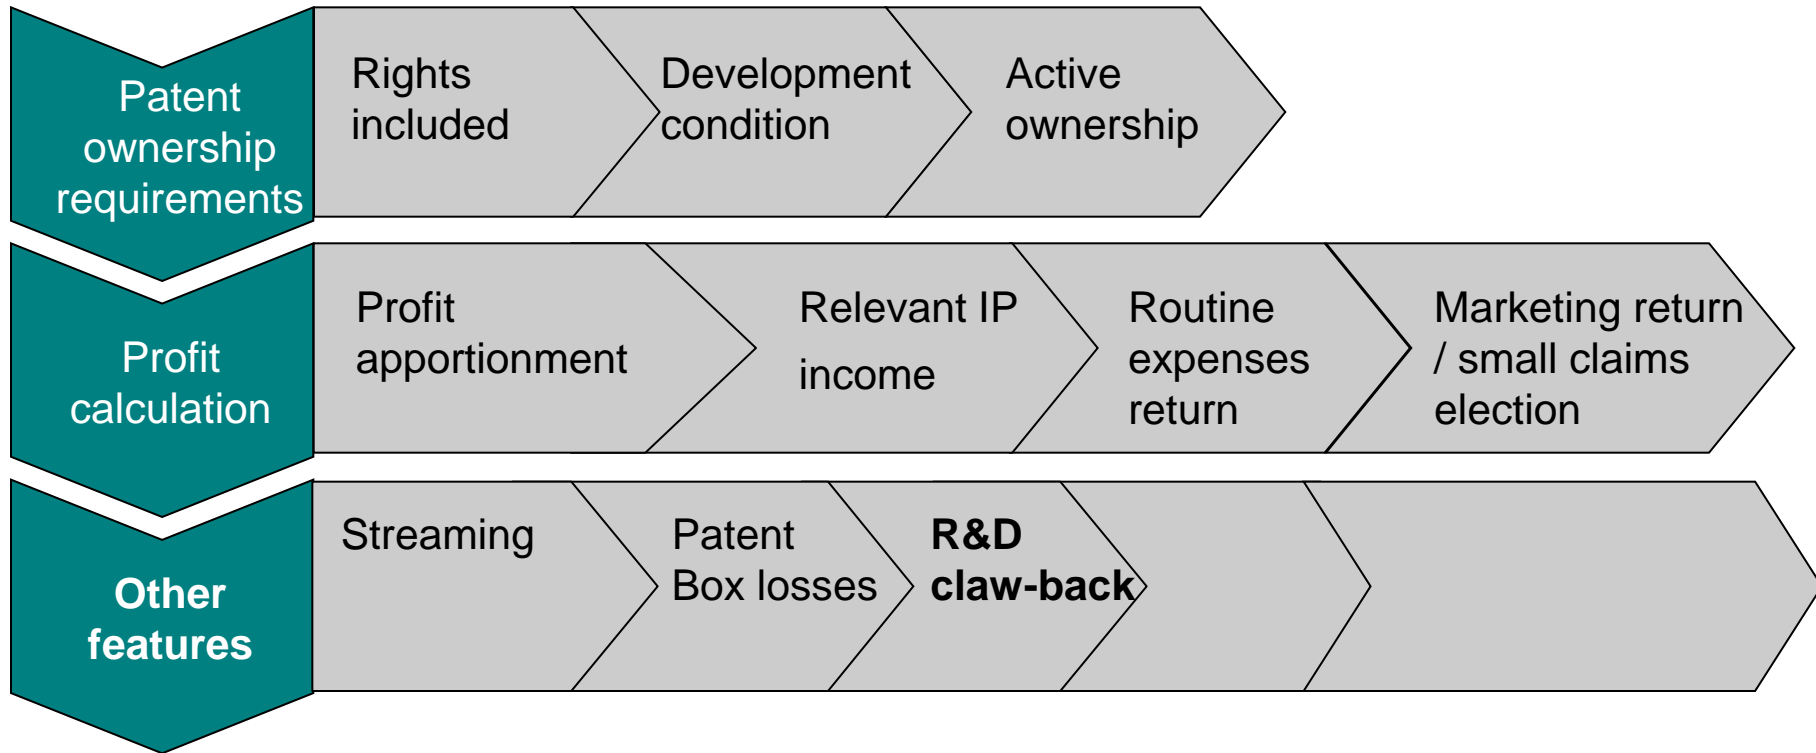 Patent
ownership
requirements
Rights
included
Development
condition
Active
ownership
Profit
calculation
Profit
apportionment
Relevant IP
income
Routine
expenses
return
Marketing return
/ small claims
election
Other
features
Streaming
Patent
Box losses
R&D
claw-back